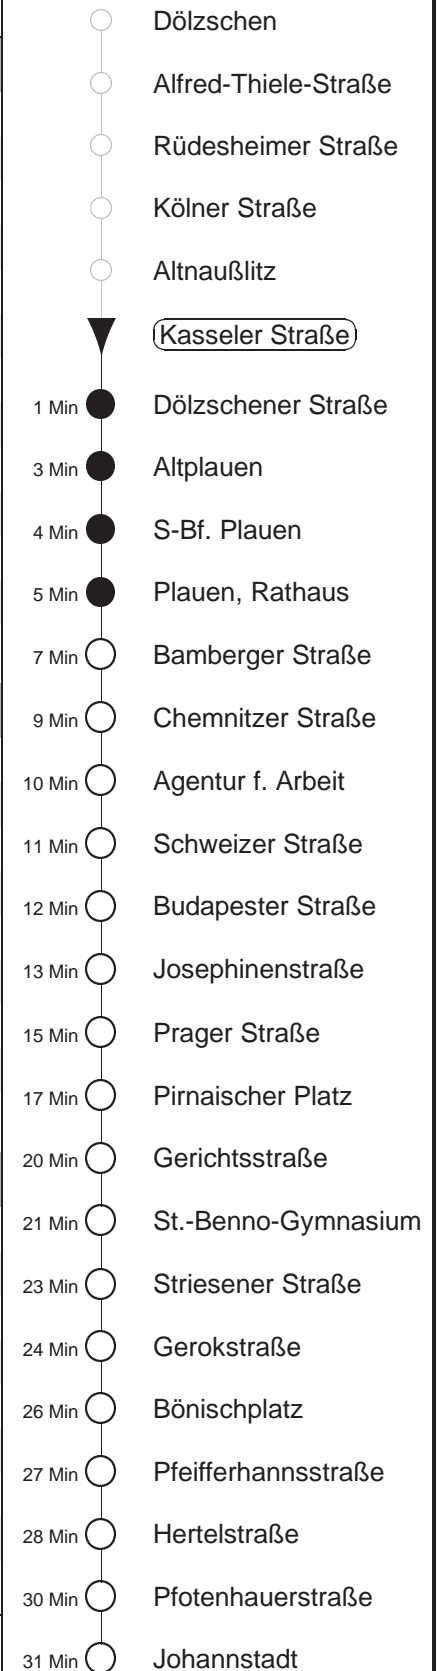 Dölzschen
Alfred-Thiele-Straße
Rüdesheimer Straße
Kölner Straße
Altnaußlitz
Kasseler Straße
1 Min Dölzschener Straße
3 Min Altplauen
4 Min S-Bf. Plauen
5 Min Plauen, Rathaus
7 Min Bamberger Straße
9 Min Chemnitzer Straße
10 Min Agentur f. Arbeit
11 Min Schweizer Straße
12 Min Budapester Straße
13 Min Josephinenstraße
15 Min Prager Straße
17 Min Pirnaischer Platz
20 Min Gerichtsstraße
21 Min St.-Benno-Gymnasium
23 Min Striesener Straße
24 Min Gerokstraße
26 Min Bönischplatz
27 Min Pfeifferhannsstraße
28 Min Hertelstraße
30 Min Pfotenhauerstraße
31 Min Johannstadt